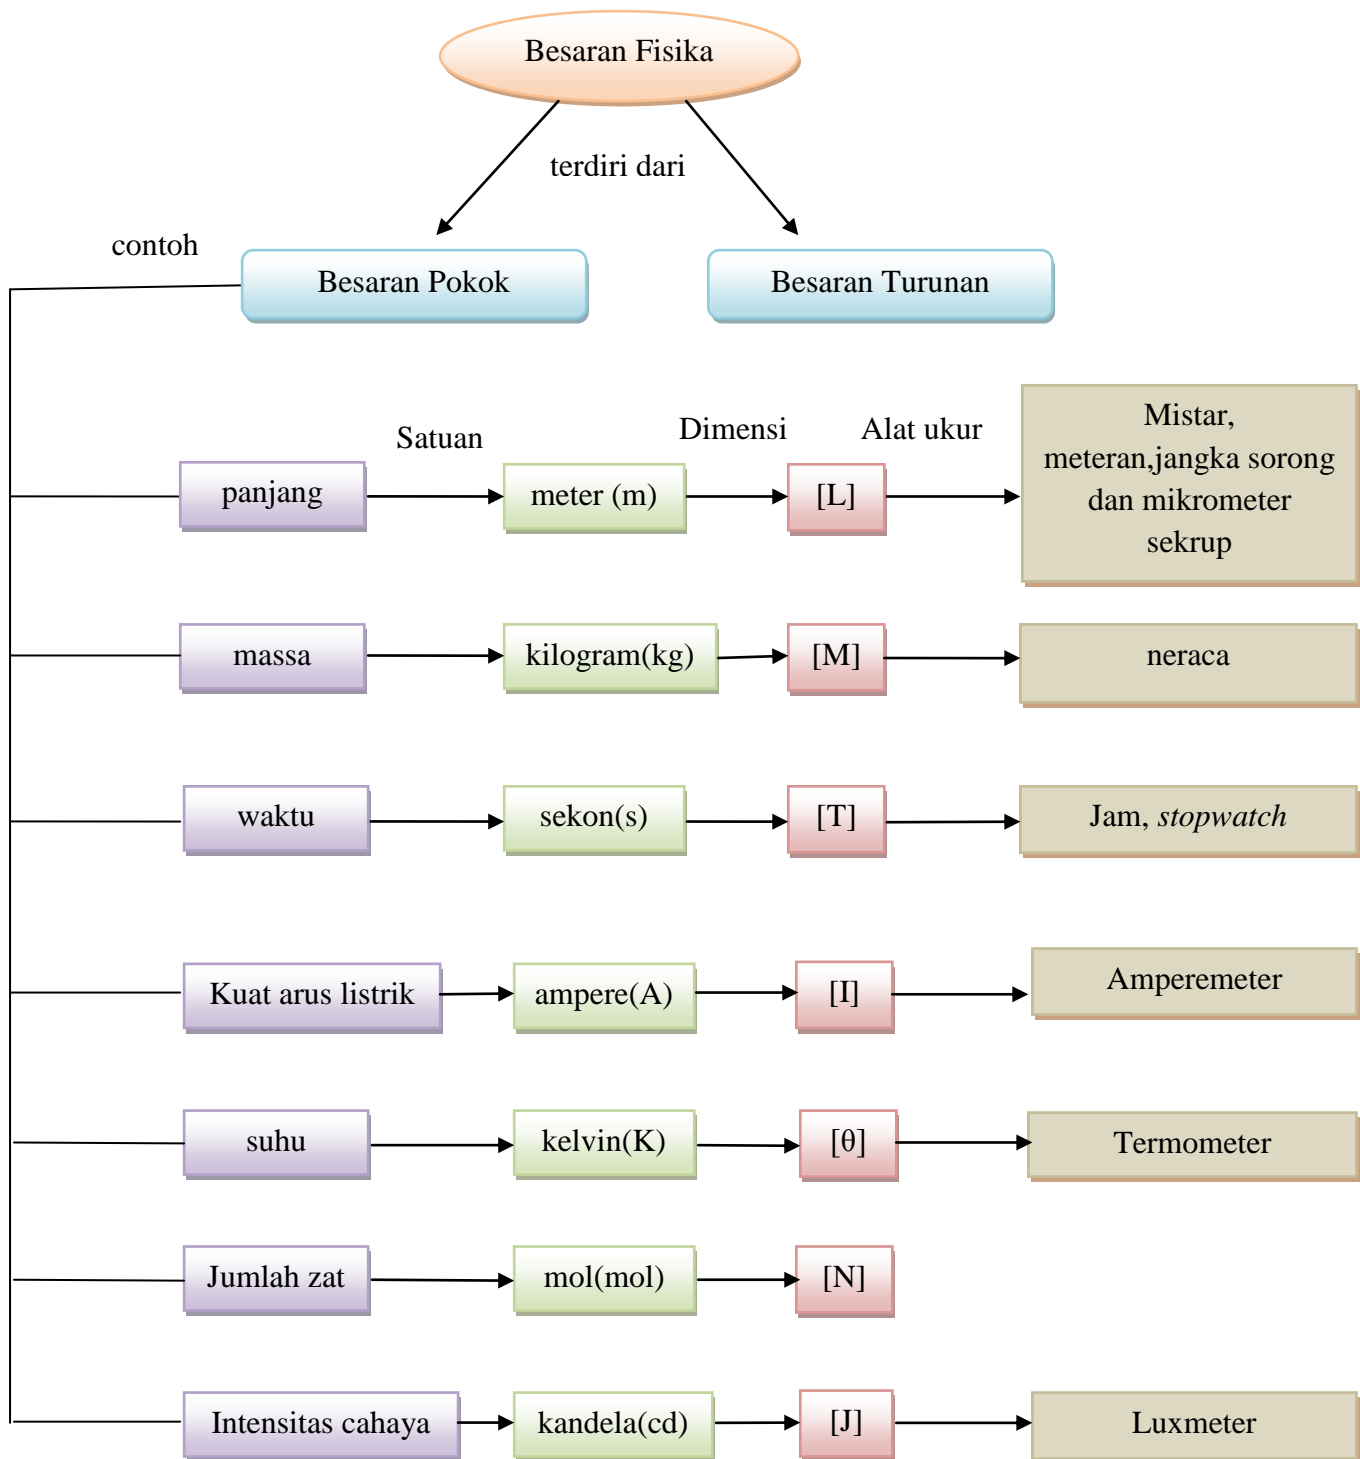 Besaran Fisika
terdiri dari
contoh
Besaran Pokok
Besaran Turunan
Satuan
Dimensi
Alat ukur
panjang
meter (m)
[L]
Mistar,
meteran,jangka sorong
dan mikrometer
sekrup
massa
kilogram(kg)
[M]
neraca
waktu
sekon(s)
[T]
Jam, stopwatch
Kuat arus listrik
ampere(A)
[I]
Amperemeter
suhu
kelvin(K)
[θ]
Termometer
Jumlah zat
mol(mol)
[N]
Intensitas cahaya
kandela(cd)
[J]
Luxmeter